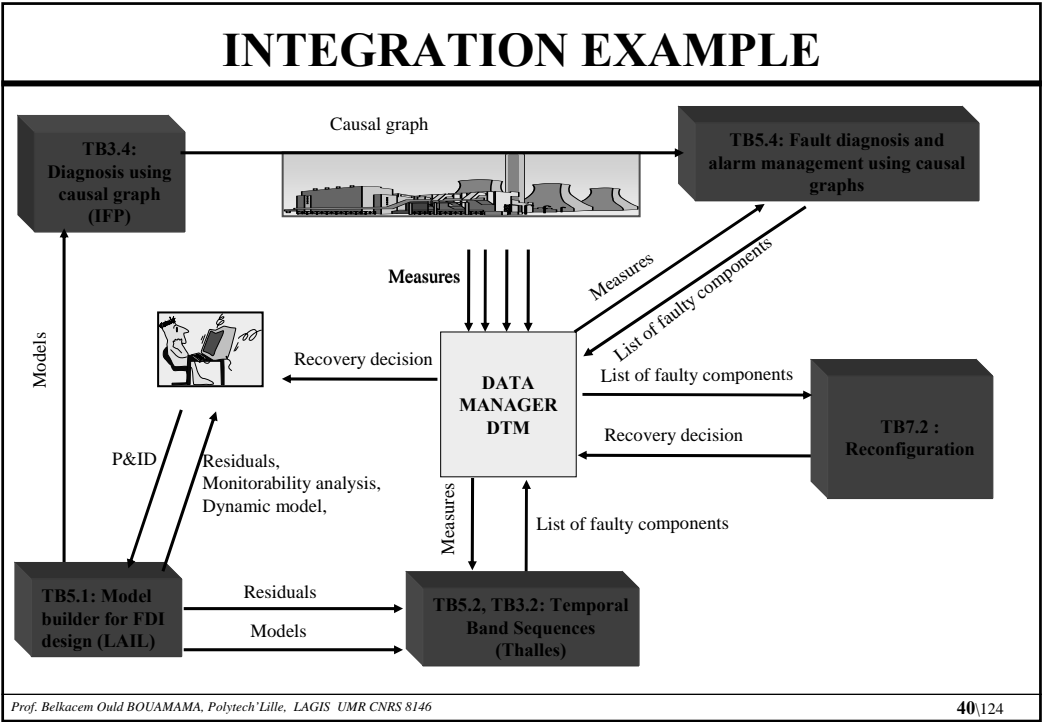 INTEGRATION EXAMPLE
Causal graph
TB3.4:
Diagnosis using
causal graph
(IFP)
TB5.4: Fault diagnosis and
alarm management using causal
graphs
Measures
Measures
List of faulty components
Models
Recovery decision
DATA
MANAGER
DTM
List of faulty components
Recovery decision
TB7.2 :
Reconfiguration
P&ID
Residuals,
Monitorability analysis,
Dynamic model,
Measures
List of faulty components
TB5.1: Model
builder for FDI
design (LAIL)
Residuals
Models
TB5.2, TB3.2: Temporal
Band Sequences
(Thalles)
Prof. Belkacem Ould BOUAMAMA, Polytech'Lille, LAGIS UMR CNRS 8146
40\124